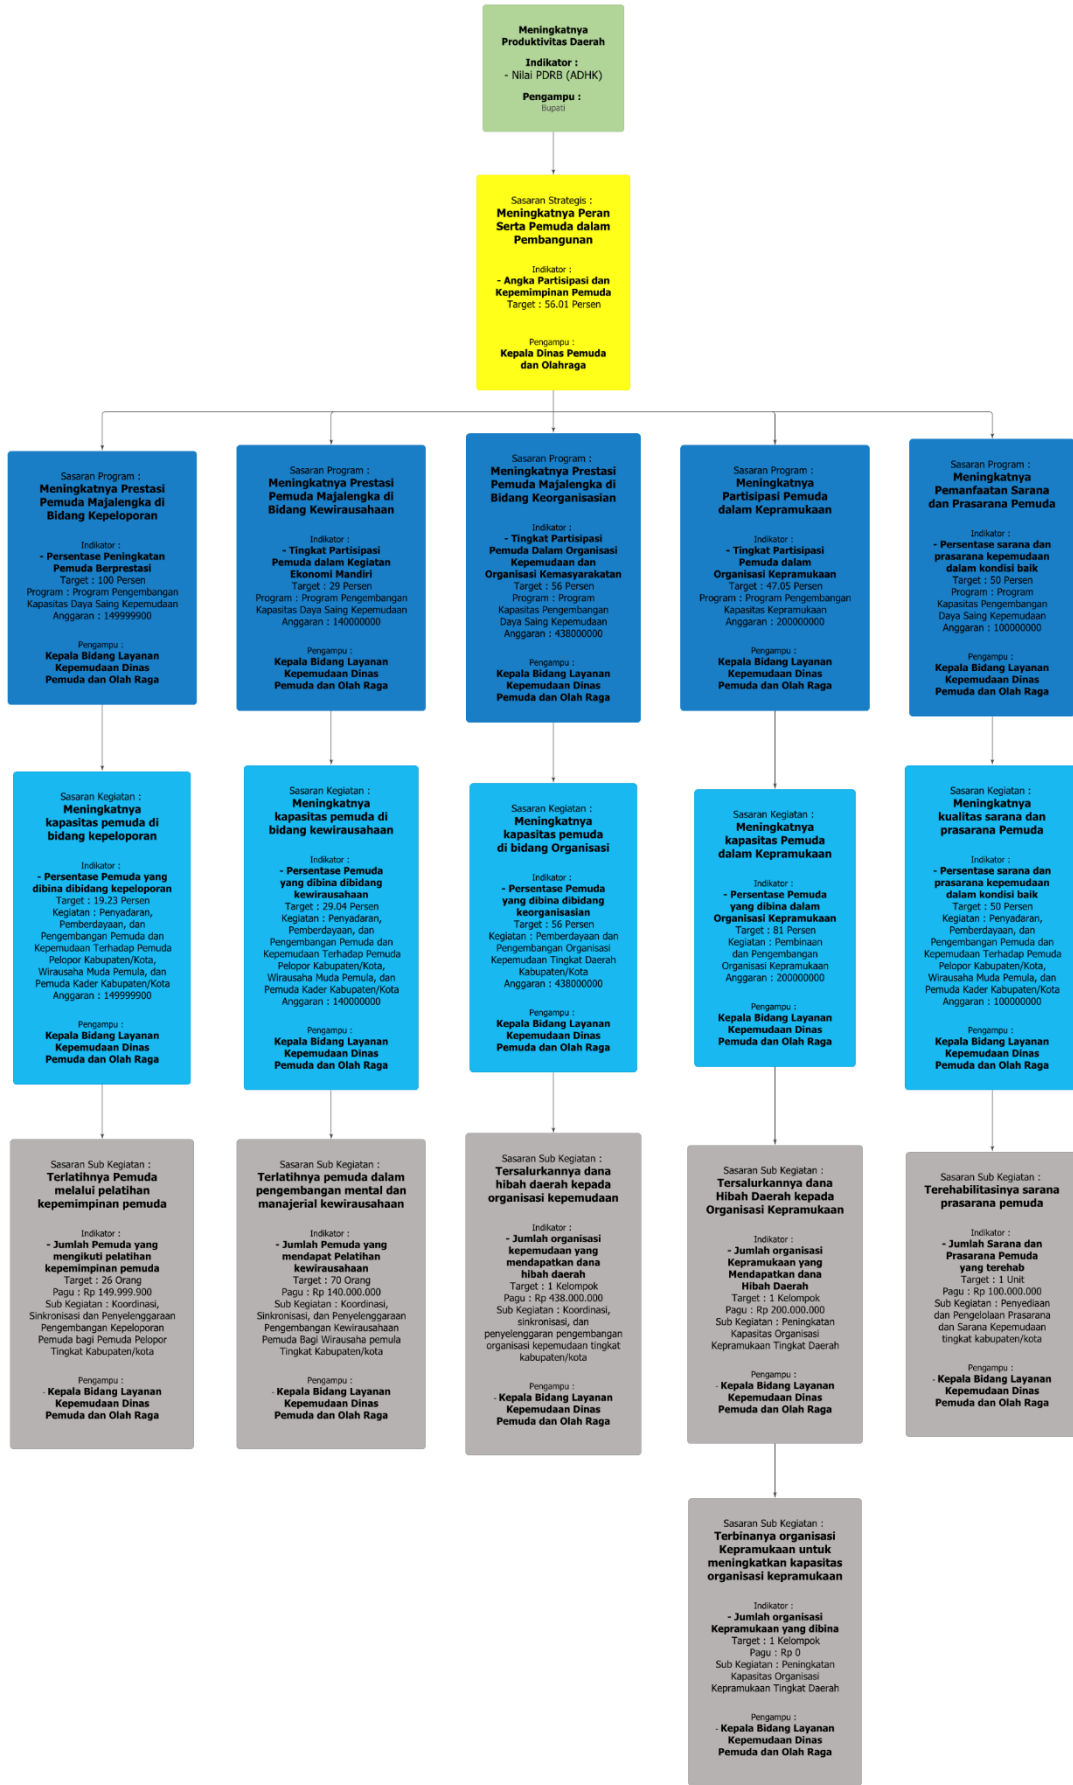 Meningkatnya
Produktivitas Daerah
Indikator :
- Nilai PDRB (ADHK)
Pengampu :
Bupati
Sasaran Strategis :
Meningkatnya Peran
Serta Pemuda dalam
Pembangunan
Indikator :
- Angka Partisipasi dan
Kepemimpinan Pemuda
Target : 56.01 Persen
Pengampu :
Kepala Dinas Pemuda
dan Olahraga
Sasaran Program :
Meningkatnya Prestasi
Pemuda Majalengka di
Bidang Kepeloporan
Indikator :
- Persentase Peningkatan
Pemuda Berprestasi
Target : 100 Persen
Program : Program Pengembangan
Kapasitas Daya Saing Kepemudaan
Anggaran : 149999900
Pengampu :
Kepala Bidang Layanan
Kepemudaan Dinas
Pemuda dan Olah Raga
Sasaran Program :
Meningkatnya Prestasi
Pemuda Majalengka di
Bidang Kewirausahaan
Indikator :
- Tingkat Partisipasi
Pemuda dalam Kegiatan
Ekonomi Mandiri
Target : 29 Persen
Program : Program Pengembangan
Kapasitas Daya Saing Kepemudaan
Anggaran : 140000000
Pengampu :
Kepala Bidang Layanan
Kepemudaan Dinas
Pemuda dan Olah Raga
Sasaran Program :
Meningkatnya Prestasi
Pemuda Majalengka di
Bidang Keorganisasian
Indikator :
- Tingkat Partisipasi
Pemuda Dalam Organisasi
Kepemudaan dan
Organisasi Kemasyarakatan
Target : 56 Persen
Program : Program
Kapasitas Pengembangan
Daya Saing Kepemudaan
Anggaran : 438000000
Pengampu :
Kepala Bidang Layanan
Kepemudaan Dinas
Pemuda dan Olah Raga
Sasaran Program :
Meningkatnya
Partisipasi Pemuda
dalam Kepramukaan
Indikator :
- Tingkat Partisipasi
Pemuda dalam
Organisasi Kepramukaan
Target : 47.05 Persen
Program : Program Pengembangan
Kapasitas Kepramukaan
Anggaran : 200000000
Pengampu :
Kepala Bidang Layanan
Kepemudaan Dinas
Pemuda dan Olah Raga
Sasaran Program :
Meningkatnya
Pemanfaatan Sarana
dan Prasarana Pemuda
Indikator :
- Persentase sarana dan
prasarana kepemudaan
dalam kondisi baik
Target : 50 Persen
Program : Program
Kapasitas Pengembangan
Daya Saing Kepemudaan
Anggaran : 100000000
Pengampu :
Kepala Bidang Layanan
Kepemudaan Dinas
Pemuda dan Olah Raga
Sasaran Kegiatan :
Meningkatnya
kapasitas pemuda di
bidang kepeloporan
Indikator :
- Persentase Pemuda yang
dibina dibidang kepeloporan
Target : 19.23 Persen
Kegiatan : Penyadaran,
Pemberdayaan, dan
Pengembangan Pemuda dan
Kepemudaan Terhadap Pemuda
Pelopor Kabupaten/Kota,
Wirausaha Muda Pemula, dan
Pemuda Kader Kabupaten/Kota
Anggaran : 149999900
Pengampu :
Kepala Bidang Layanan
Kepemudaan Dinas
Pemuda dan Olah Raga
Sasaran Kegiatan :
Meningkatnya
kapasitas pemuda di
bidang kewirausahaan
Indikator :
- Persentase Pemuda
yang dibina dibidang
kewirausahaan
Target : 29.04 Persen
Kegiatan : Penyadaran,
Pemberdayaan, dan
Pengembangan Pemuda dan
Kepemudaan Terhadap Pemuda
Pelopor Kabupaten/Kota,
Wirausaha Muda Pemula, dan
Pemuda Kader Kabupaten/Kota
Anggaran : 140000000
Pengampu :
Kepala Bidang Layanan
Kepemudaan Dinas
Pemuda dan Olah Raga
Sasaran Kegiatan :
Meningkatnya
kapasitas pemuda
di bidang Organisasi
Indikator :
- Persentase Pemuda
yang dibina dibidang
keorganisasian
Target : 56 Persen
Kegiatan : Pemberdayaan dan
Pengembangan Organisasi
Kepemudaan Tingkat Daerah
Kabupaten/Kota
Anggaran : 438000000
Pengampu :
Kepala Bidang Layanan
Kepemudaan Dinas
Pemuda dan Olah Raga
Sasaran Kegiatan :
Meningkatnya
kapasitas Pemuda
dalam Kepramukaan
Indikator :
- Persentase Pemuda
yang dibina dalam
Organisasi Kepramukaan
Target : 81 Persen
Kegiatan : Pembinaan
dan Pengembangan
Organisasi Kepramukaan
Anggaran : 200000000
Pengampu :
Kepala Bidang Layanan
Kepemudaan Dinas
Pemuda dan Olah Raga
Sasaran Kegiatan :
Meningkatnya
kualitas sarana dan
prasarana Pemuda
Indikator :
- Persentase sarana dan
prasarana kepemudaan
dalam kondisi baik
Target : 50 Persen
Kegiatan : Penyadaran,
Pemberdayaan, dan
Pengembangan Pemuda dan
Kepemudaan Terhadap Pemuda
Pelopor Kabupaten/Kota,
Wirausaha Muda Pemula, dan
Pemuda Kader Kabupaten/Kota
Anggaran : 100000000
Pengampu :
Kepala Bidang Layanan
Kepemudaan Dinas
Pemuda dan Olah Raga
Sasaran Sub Kegiatan :
Terlatihnya Pemuda
melalui pelatihan
kepemimpinan pemuda
Indikator :
- Jumlah Pemuda yang
mengikuti pelatihan
kepemimpinan pemuda
Target : 26 Orang
Pagu : Rp 149.999.900
Sub Kegiatan : Koordinasi,
Sinkronisasi dan Penyelenggaraan
Pengembangan Kepeloporan
Pemuda bagi Pemuda Pelopor
Tingkat Kabupaten/kota
Pengampu :
- Kepala Bidang Layanan
Kepemudaan Dinas
Pemuda dan Olah Raga
Sasaran Sub Kegiatan :
Terlatihnya pemuda dalam
pengembangan mental dan
manajerial kewirausahaan
Indikator :
- Jumlah Pemuda yang
mendapat Pelatihan
kewirausahaan
Target : 70 Orang
Pagu : Rp 140.000.000
Sub Kegiatan : Koordinasi,
Sinkronisasi, dan Penyelenggaraan
Pengembangan Kewirausahaan
Pemuda Bagi Wirausaha pemula
Tingkat Kabupaten/kota
Pengampu :
- Kepala Bidang Layanan
Kepemudaan Dinas
Pemuda dan Olah Raga
Sasaran Sub Kegiatan :
Tersalurkannya dana
hibah daerah kepada
organisasi kepemudaan
Indikator :
- Jumlah organisasi
kepemudaan yang
mendapatkan dana
hibah daerah
Target : 1 Kelompok
Pagu : Rp 438.000.000
Sub Kegiatan : Koordinasi,
sinkronisasi, dan
penyelenggaran pengembangan
organisasi kepemudaan tingkat
kabupaten/kota
Pengampu :
- Kepala Bidang Layanan
Kepemudaan Dinas
Pemuda dan Olah Raga
Sasaran Sub Kegiatan :
Tersalurkannya dana
Hibah Daerah kepada
Organisasi Kepramukaan
Indikator :
- Jumlah organisasi
Kepramukaan yang
Mendapatkan dana
Hibah Daerah
Target : 1 Kelompok
Pagu : Rp 200.000.000
Sub Kegiatan : Peningkatan
Kapasitas Organisasi
Kepramukaan Tingkat Daerah
Pengampu :
- Kepala Bidang Layanan
Kepemudaan Dinas
Pemuda dan Olah Raga
Sasaran Sub Kegiatan :
Terehabilitasinya sarana
prasarana pemuda
Indikator :
- Jumlah Sarana dan
Prasarana Pemuda
yang terehab
Target : 1 Unit
Pagu : Rp 100.000.000
Sub Kegiatan : Penyediaan
dan Pengelolaan Prasarana
dan Sarana Kepemudaan
tingkat kabupaten/kota
Pengampu :
- Kepala Bidang Layanan
Kepemudaan Dinas
Pemuda dan Olah Raga
Sasaran Sub Kegiatan :
Terbinanya organisasi
Kepramukaan untuk
meningkatkan kapasitas
organisasi kepramukaan
Indikator :
- Jumlah organisasi
Kepramukaan yang dibina
Target : 1 Kelompok
Pagu : Rp 0
Sub Kegiatan : Peningkatan
Kapasitas Organisasi
Kepramukaan Tingkat Daerah
Pengampu :
- Kepala Bidang Layanan
Kepemudaan Dinas
Pemuda dan Olah Raga